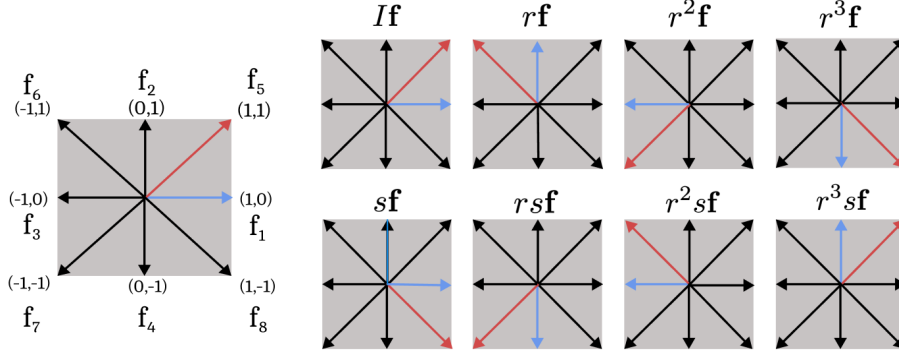 If rf r²f r³f
f₆ f₂ f₅
(-1,1) (0,1) (1,1)
(-1,0) (1,0)
f₃ f₁
sf rsf r²sf r³sf
(-1,-1) (0,-1) (1,-1)
f₇ f₄ f₈